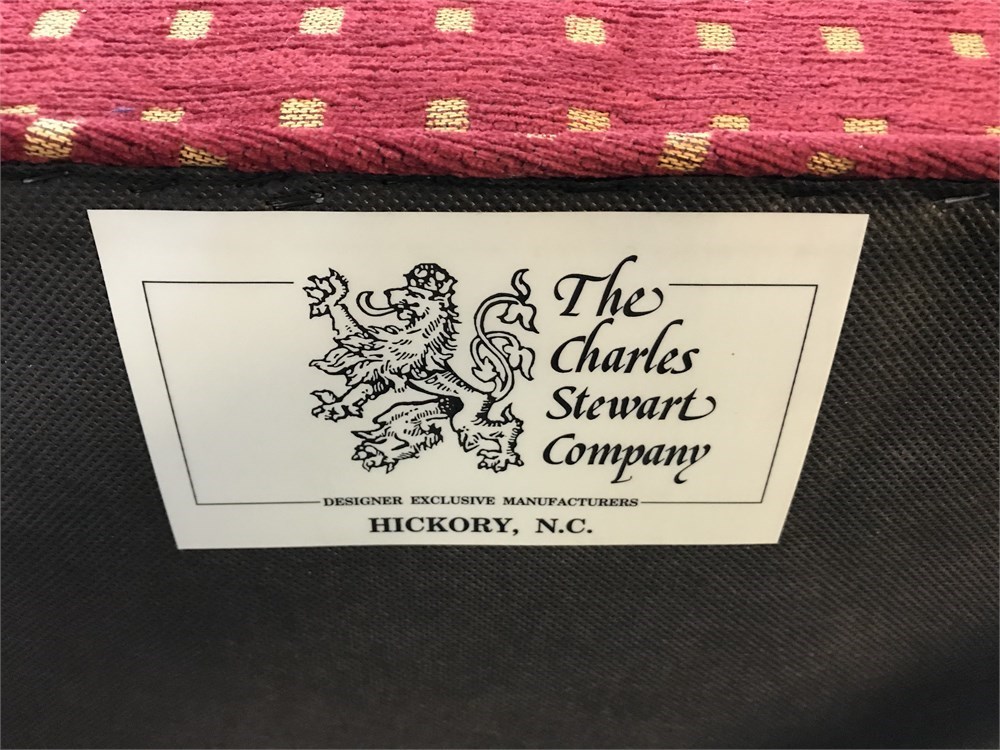 The
Charles
Stewart
Company
DESIGNER EXCLUSIVE MANUFACTURERS
HICKORY, N.C.